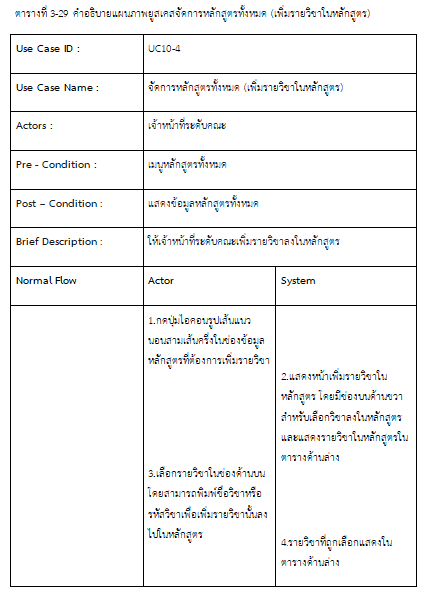 ตารางที่ 3-29 คำอธิบายแผนภาพยูสเคสจัดการหลักสูตรทั้งหมด (เพิ่มรายวิชาในหลักสูตร)
Use Case ID : UC10-4
Use Case Name : จัดการหลักสูตรทั้งหมด (เพิ่มรายวิชาในหลักสูตร)
Actors : เจ้าหน้าที่ระดับคณะ
Pre - Condition : เมนูหลักสูตรทั้งหมด
Post – Condition : แสดงข้อมูลหลักสูตรทั้งหมด
Brief Description : ให้เจ้าหน้าที่ระดับคณะเพิ่มรายวิชาลงในหลักสูตร
Normal Flow Actor System
1.กดปุ่มไอคอนรูปเส้นแนว
นอนสามเส้นครึ่งในช่องข้อมูล
หลักสูตรที่ต้องการเพิ่มรายวิชา
2.แสดงหน้าเพิ่มรายวิชาใน
หลักสูตร โดยมีช่องบนด้านขวา
สำหรับเลือกวิชาลงในหลักสูตร
และแสดงรายวิชาในหลักสูตรใน
ตารางด้านล่าง
3.เลือกรายวิชาในช่องด้านบน
โดยสามารถพิมพ์ชื่อวิชาหรือ
รหัสวิชาเพื่อเพิ่มรายวิชานั้นลง
ไปในหลักสูตร
4.รายวิชาที่ถูกเลือกแสดงใน
ตารางด้านล่าง